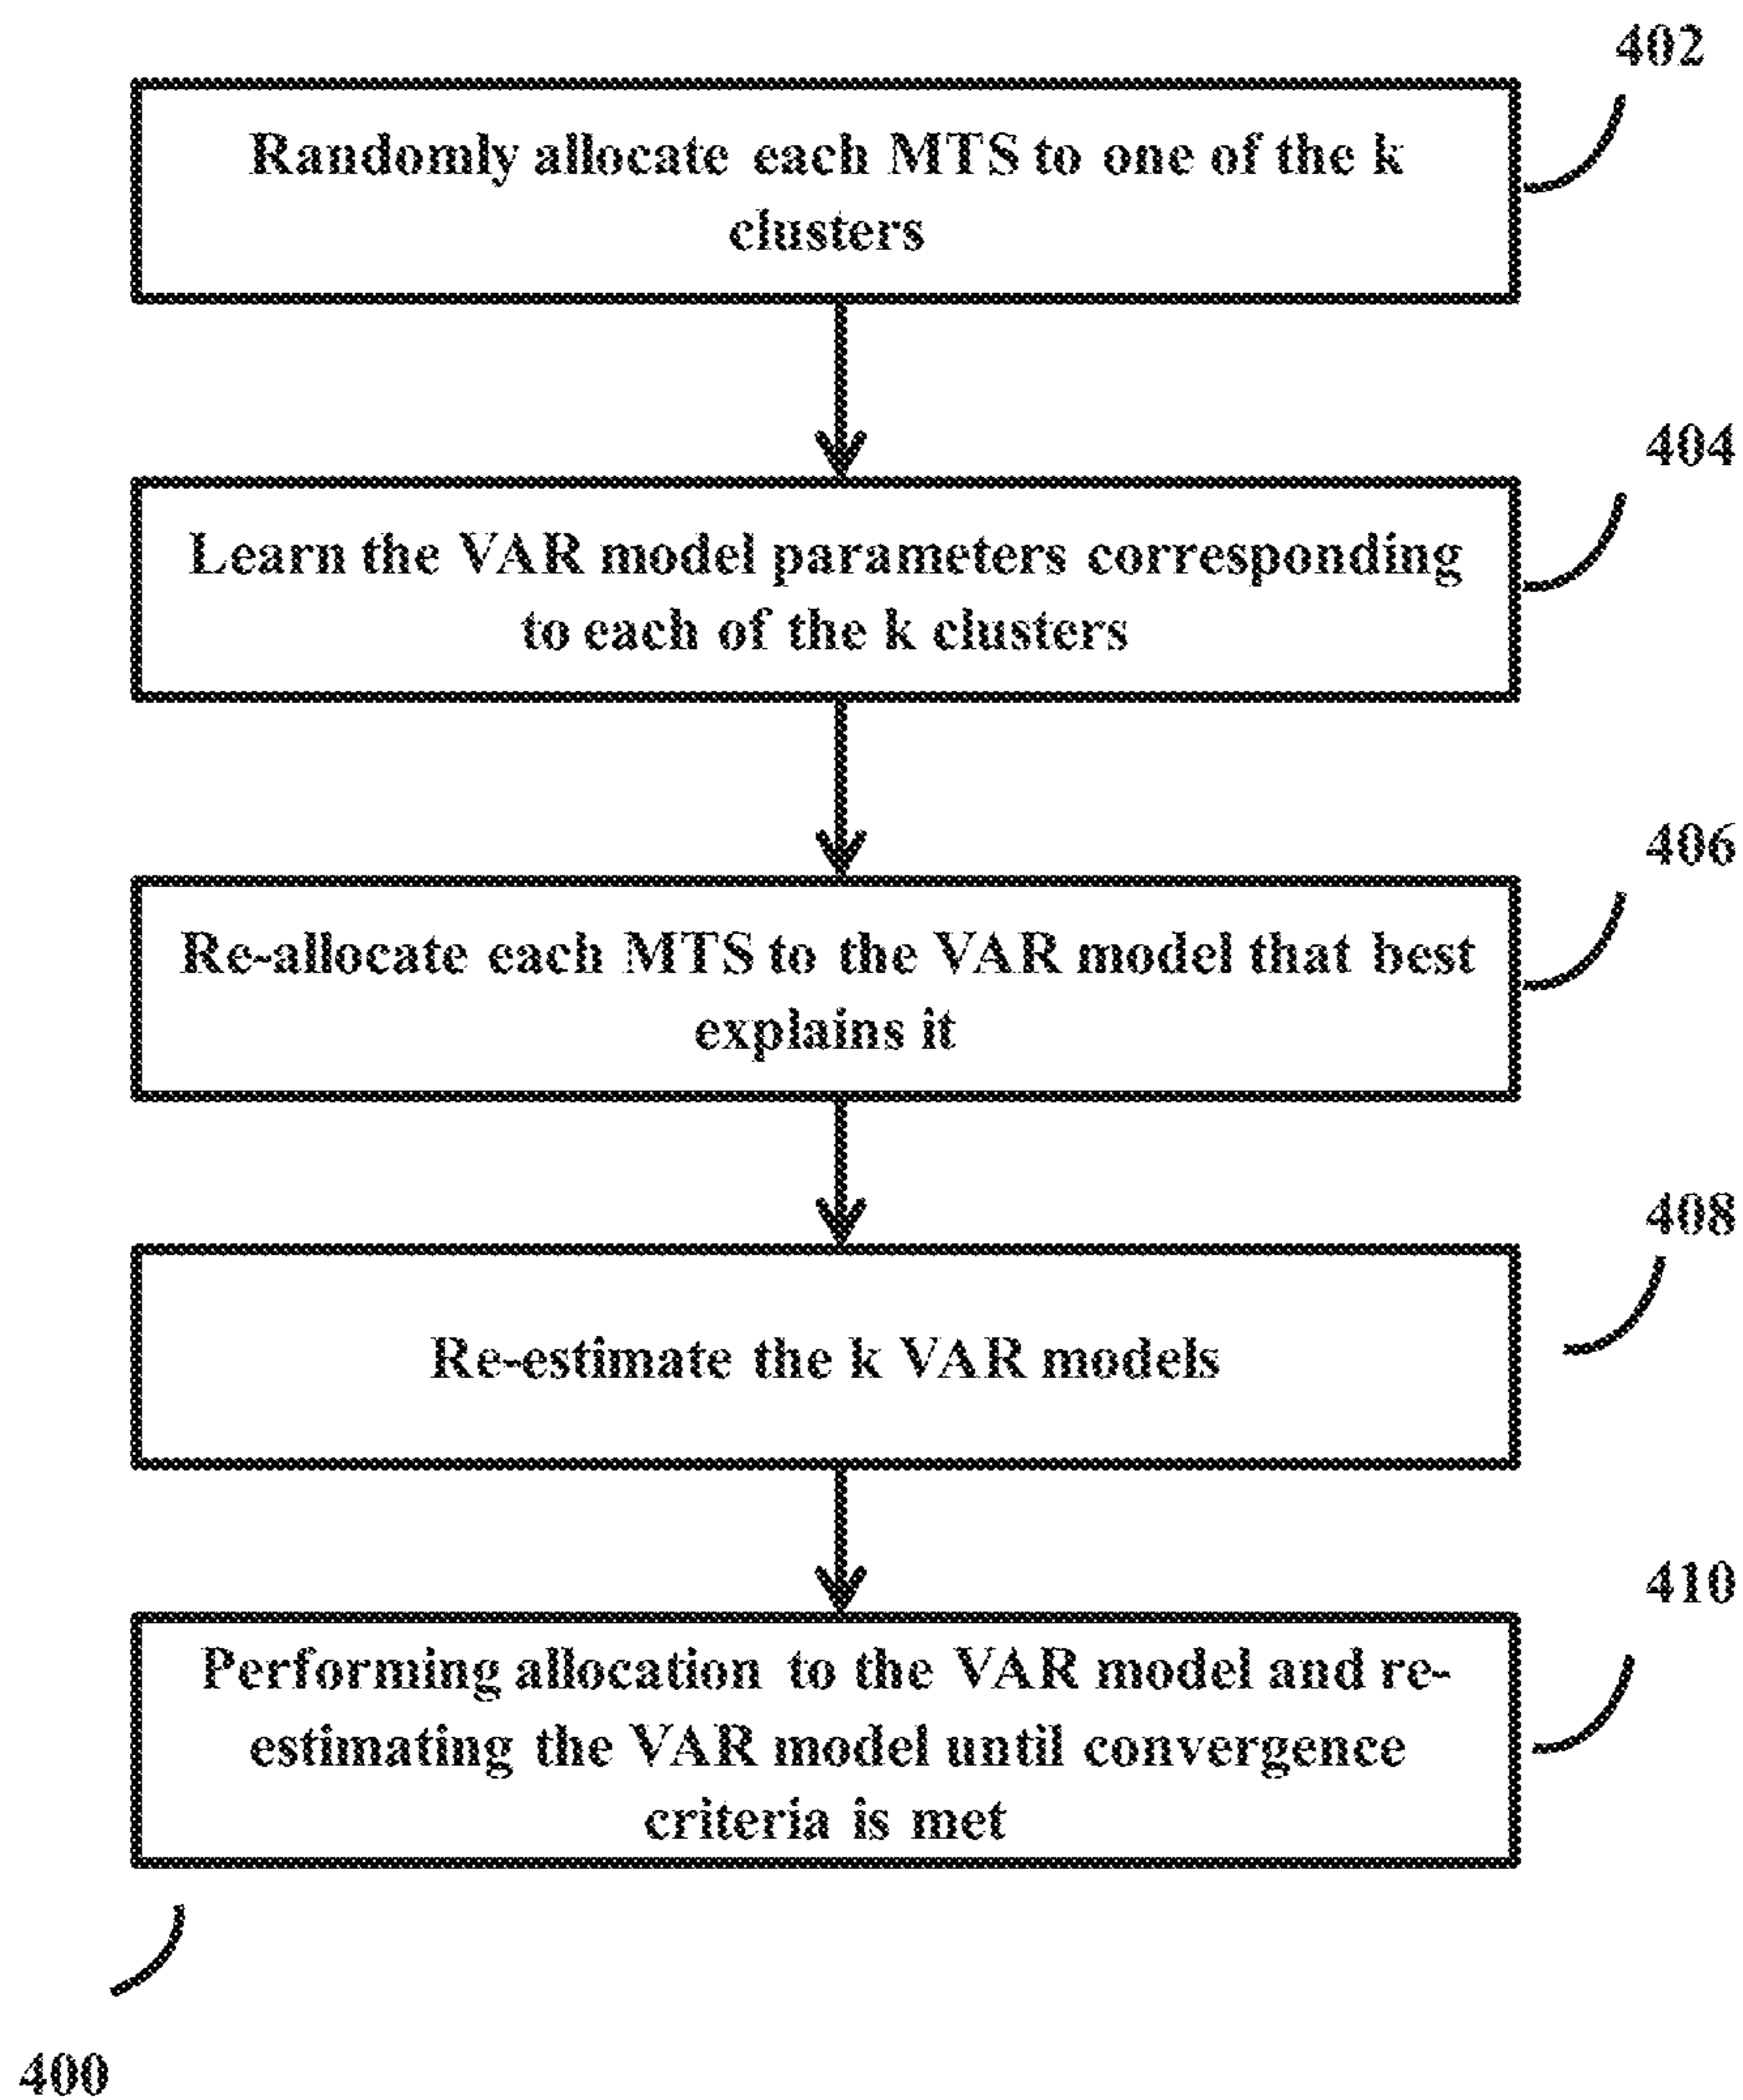 402
Randomly allocate each MTS to one of the k
clusters
404
Learn the VAR model parameters corresponding
to each of the k clusters
406
Re-allocate each MTS to the VAR model that best
explains it
408
Re-estimate the k VAR models
410
Performing allocation to the VAR model and re-
estimating the VAR model until convergence
criteria is met
400